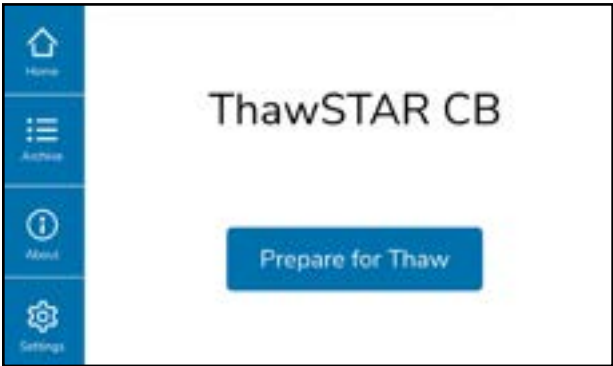 Home
ThawSTAR CB
Archive
About
Prepare for Thaw
Settings